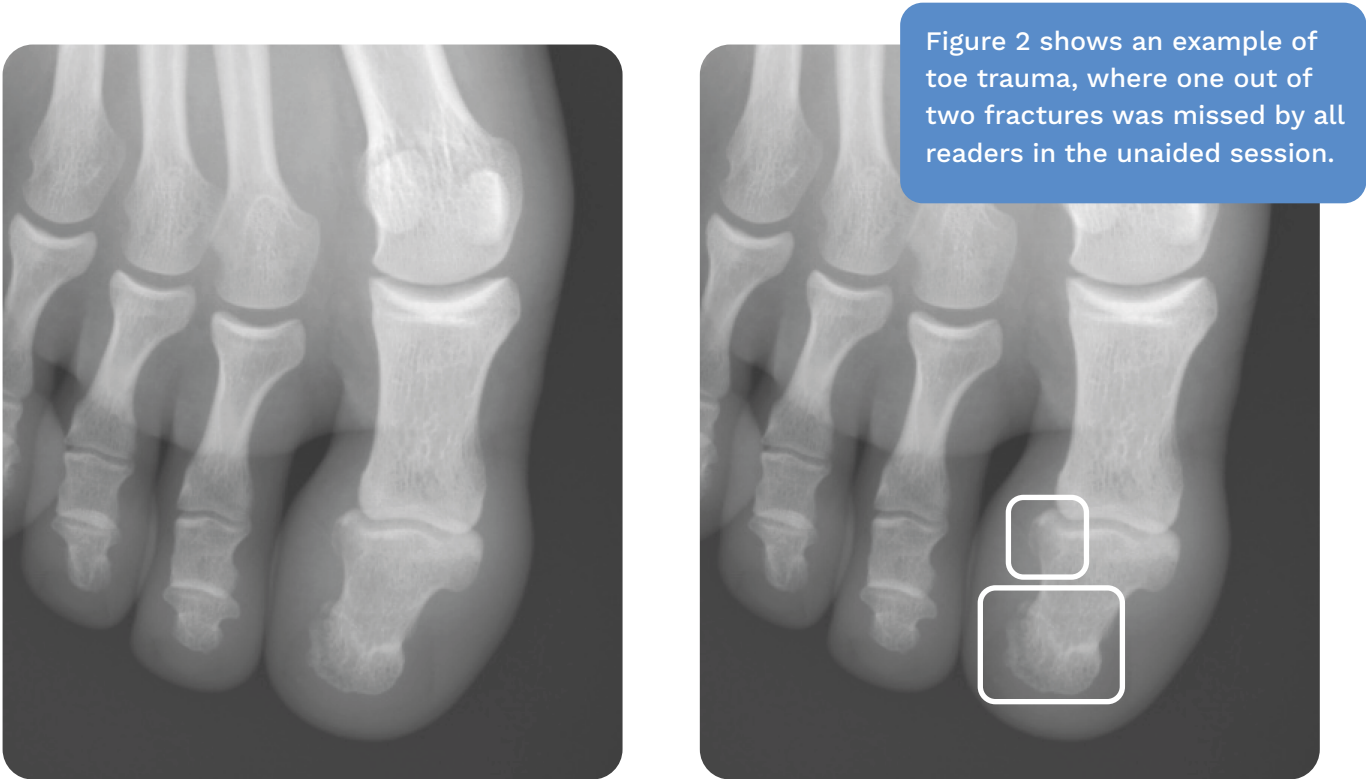 Figure 2 shows an example of
toe trauma, where one out of
two fractures was missed by all
readers in the unaided session.